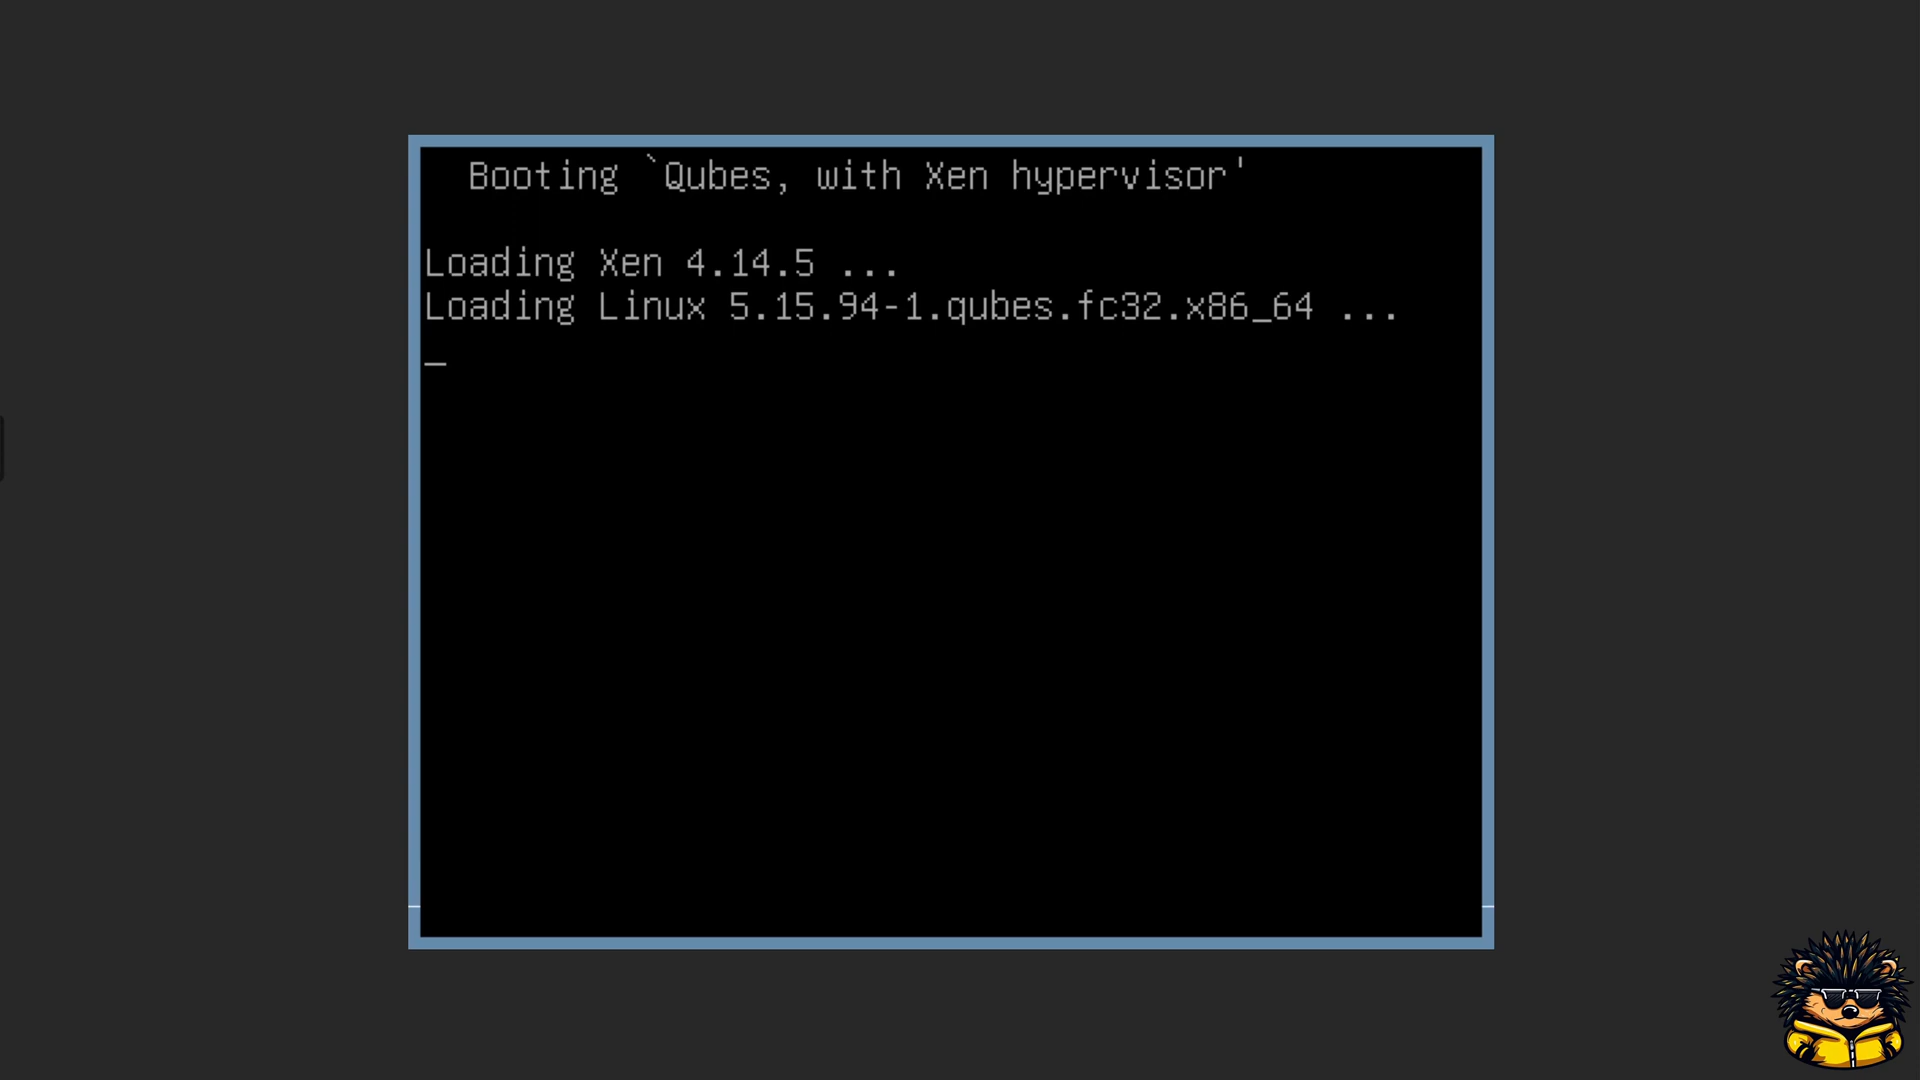 Booting `Qubes, with Xen hypervisor'
Loading Xen 4.14.5 ...
Loading Linux 5.15.94-1.qubes.fc32.x86_64 ...
_